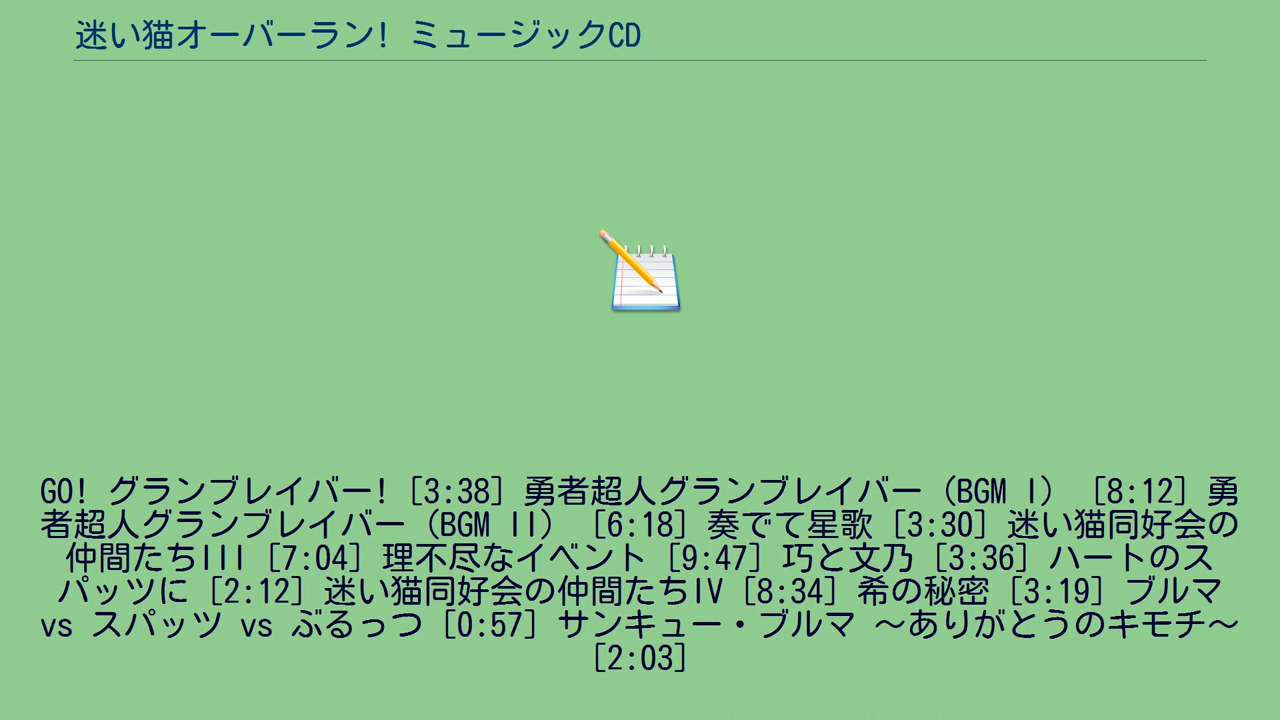 迷い猫オーバーラン! ミュージックCD
GO! グランブレイバー! [3:38] 勇者超人グランブレイバー（BGM I） [8:12] 勇
者超人グランブレイバー（BGM II） [6:18] 奏でて星歌 [3:30] 迷い猫同好会の
仲間たちIII [7:04] 理不尽なイベント [9:47] 巧と文乃 [3:36] ハートのス
パッツに [2:12] 迷い猫同好会の仲間たちIV [8:34] 希の秘密 [3:19] ブルマ
vs スパッツ vs ぶるっつ [0:57] サンキュー・ブルマ ～ありがとうのキモチ～
[2:03]